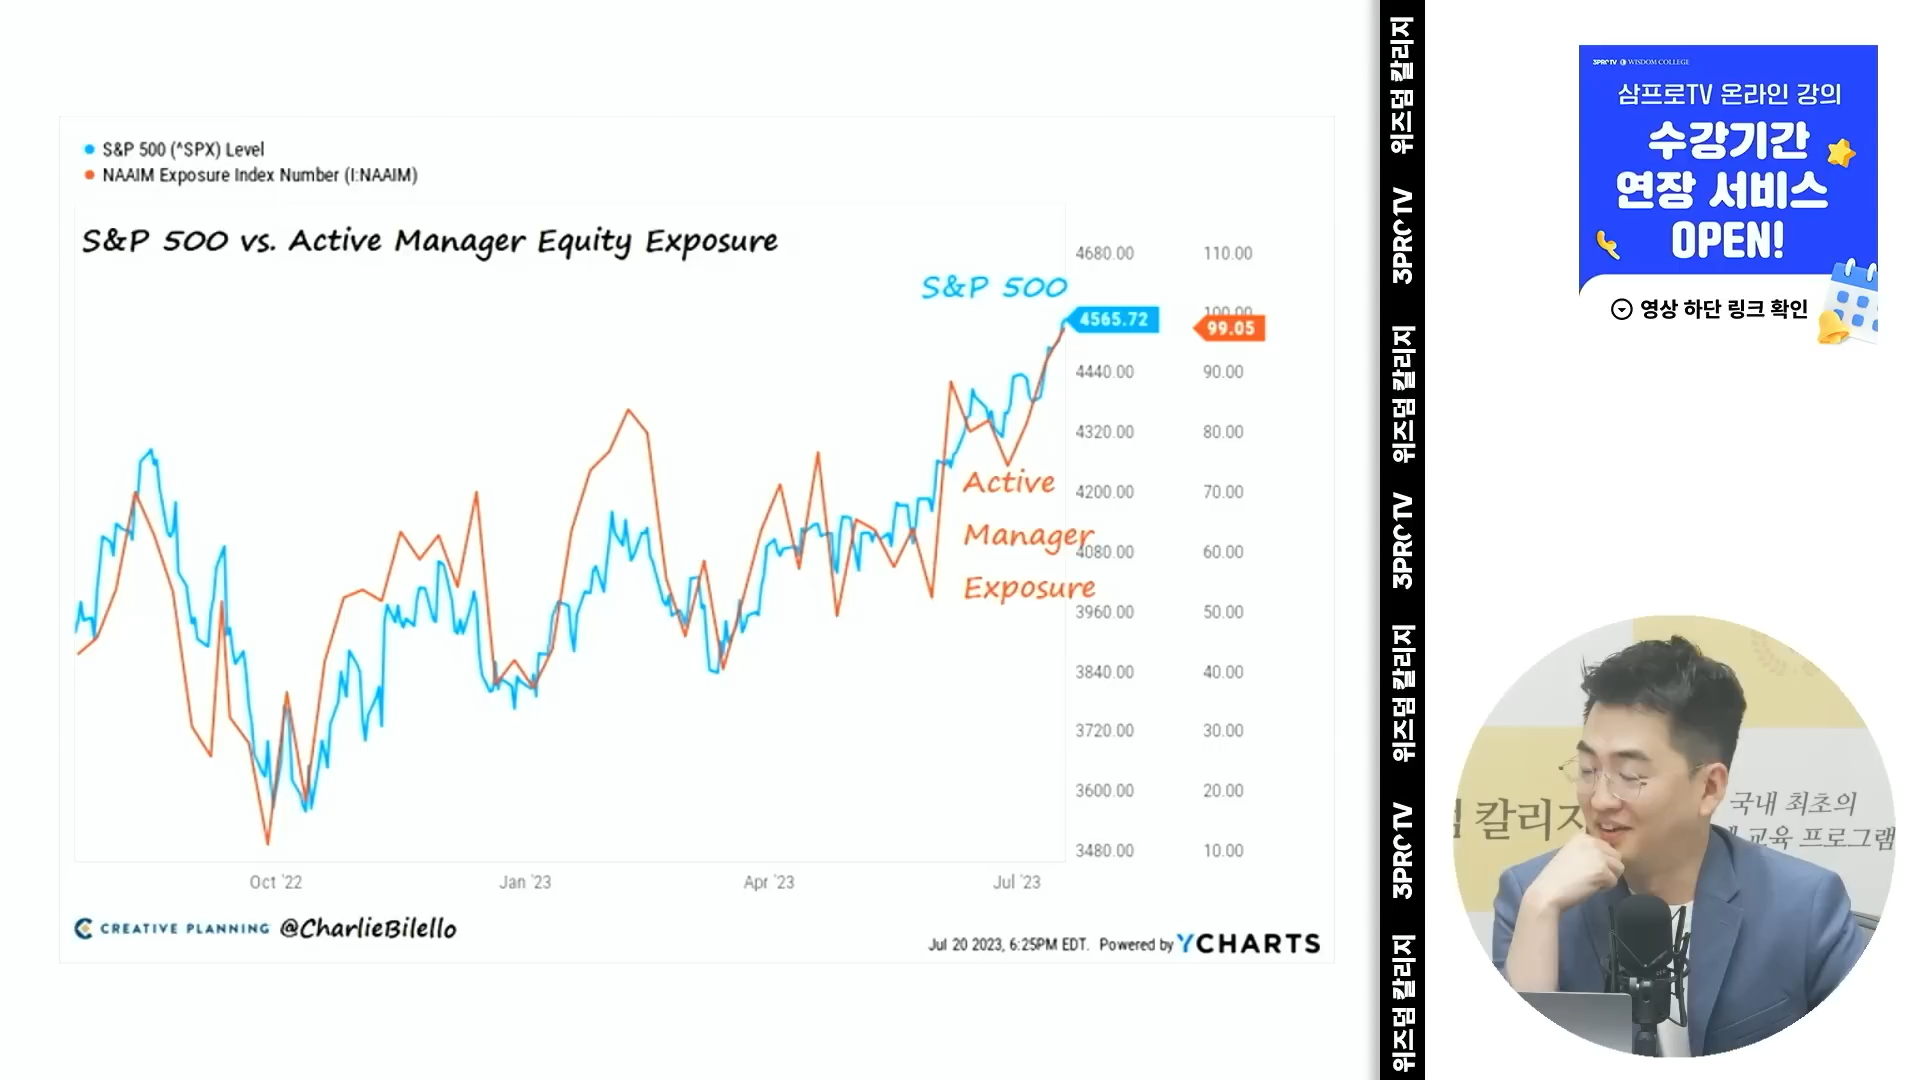 S&P 500 (^SPX) Level
NAAIM Exposure Index Number (I:NAAIM)
S&P 500 vs. Active Manager Equity Exposure
S&P 500
4565.72
99.05
Active
Manager
Exposure
4680.00
4440.00
4320.00
4200.00
4080.00
3960.00
3840.00
3720.00
3600.00
3480.00
110.00
100.00
90.00
80.00
70.00
60.00
50.00
40.00
30.00
20.00
10.00
Oct '22
Jan '23
Apr '23
Jul '23
CREATIVE PLANNING @CharlieBilello
Jul 20 2023, 6:25PM EDT. Powered by YCHARTS
위즈덤 칼리지
3PROTV
위즈덤 칼리지
3PROTV
위즈덤 칼리지
3PROTV
위즈덤 칼리지
3PROTV WISDOM COLLEGE
삼프로TV 온라인 강의
수강기간
연장 서비스
OPEN!
영상 하단 링크 확인
칼리지
국내 최초의
교육 프로그램